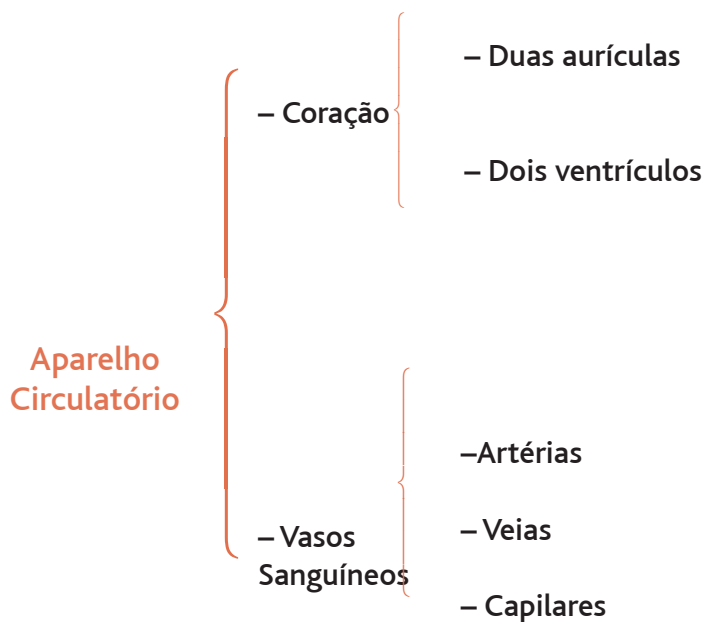 Aparelho
Circulatório
– Coração
– Duas aurículas
– Dois ventrículos
– Vasos
Sanguíneos
–Artérias
– Veias
– Capilares